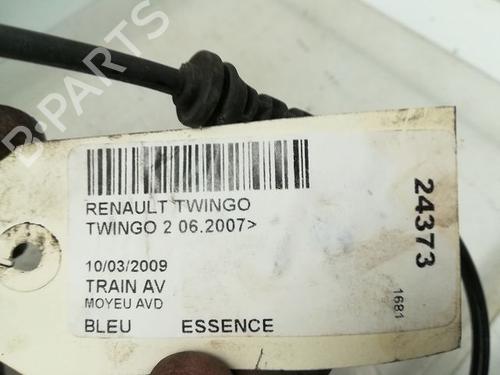 B-PARTS
RENAULT TWINGO
TWINGO 2 06.2007>
10/03/2009
TRAIN AV
MOYEU AVD
BLEU ESSENCE
24373
1681